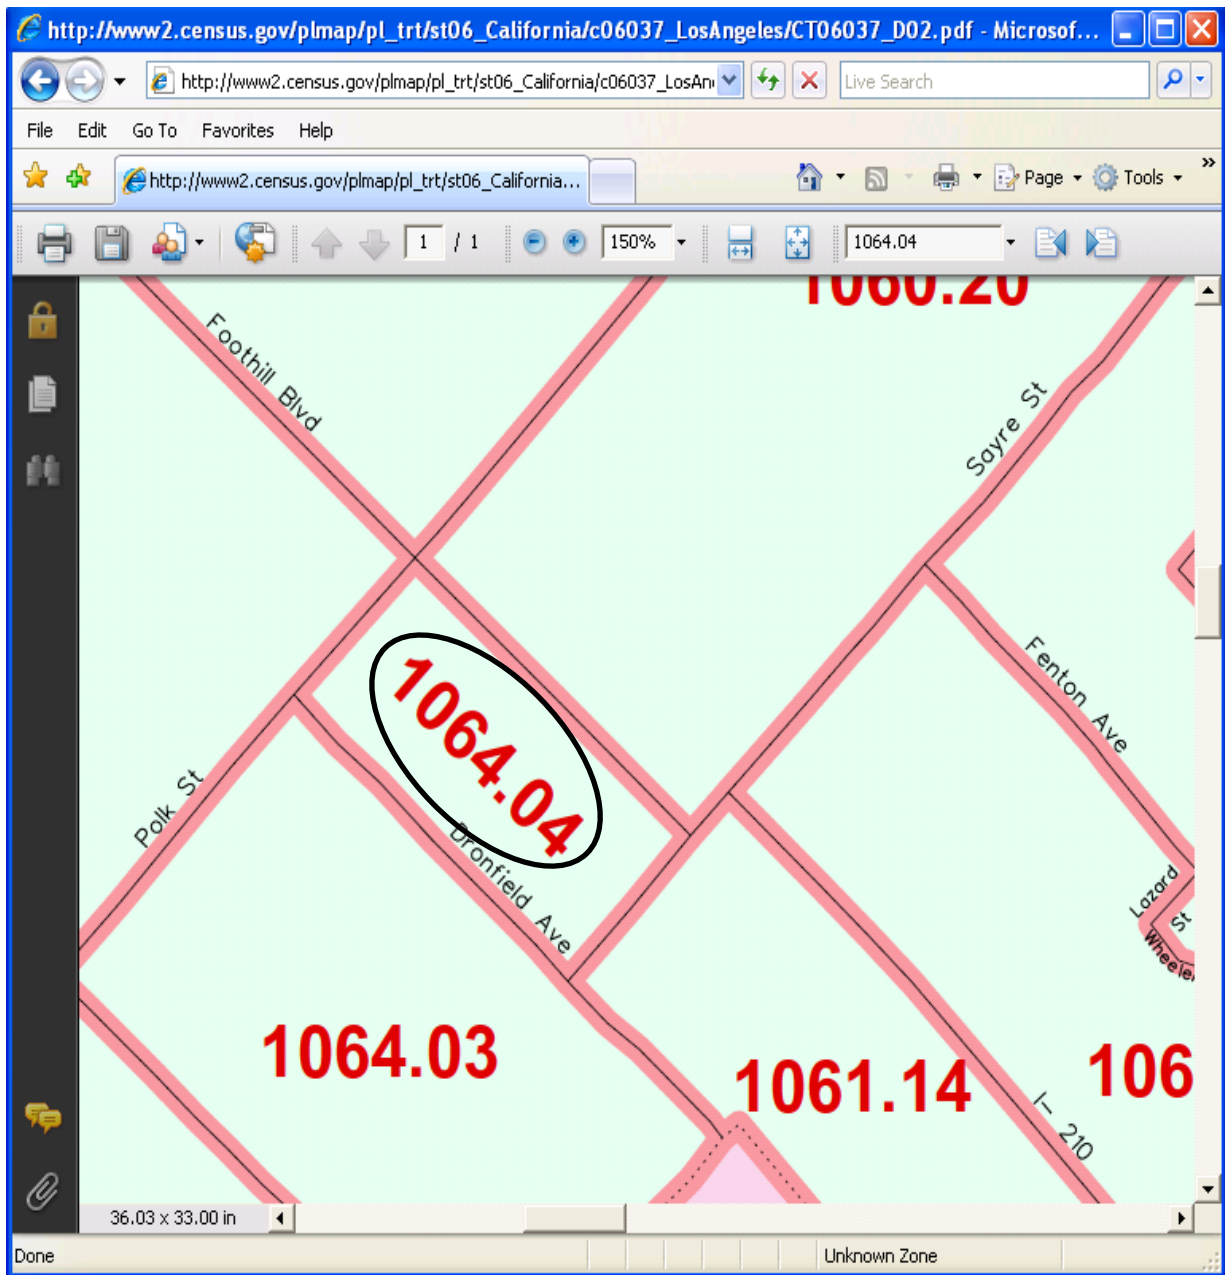 http://www2.census.gov/plmap/pl_trt/st06_California/c06037_LosAngeles/CT06037_D02.pdf - Microsof...
http://www2.census.gov/plmap/pl_trt/st06_California/c06037_LosAn
Live Search
File Edit Go To Favorites Help
http://www2.census.gov/plmap/pl_trt/st06_California...
Page
Tools
»
1 / 1
150%
1064.04
1060.20
Foothill Blvd
Sayre St
Fenton Ave
1064.04
Polk St
Dronfield Ave
Lazard St
Wheeler
1064.03
1061.14
106
I- 210
36.03 x 33.00 in
Done
Unknown Zone